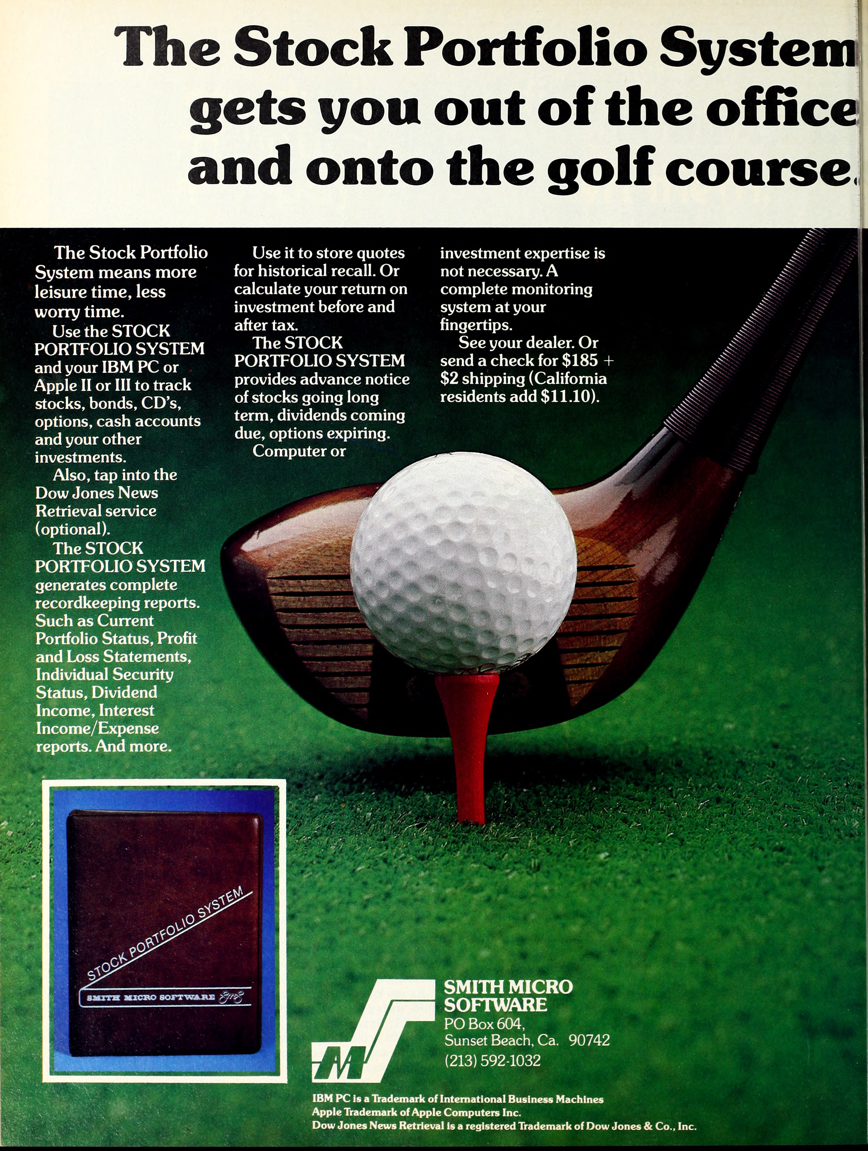 The Stock Portfolio System
gets you out of the office
and onto the golf course.
The Stock Portfolio
System means more
leisure time, less
worry time.
Use the STOCK
PORTFOLIO SYSTEM
and your IBM PC or
Apple II or III to track
stocks, bonds, CD's,
options, cash accounts
and your other
investments.
Also, tap into the
Dow Jones News
Retrieval service
(optional).
The STOCK
PORTFOLIO SYSTEM
generates complete
recordkeeping reports.
Such as Current
Portfolio Status, Profit
and Loss Statements,
Individual Security
Status, Dividend
Income, Interest
Income/Expense
reports. And more.
Use it to store quotes
for historical recall. Or
calculate your return on
investment before and
after tax.
The STOCK
PORTFOLIO SYSTEM
provides advance notice
of stocks going long
term, dividends coming
due, options expiring.
Computer or
investment expertise is
not necessary. A
complete monitoring
system at your
fingertips.
See your dealer. Or
send a check for $185 +
$2 shipping (California
residents add $11.10).
STOCK PORTFOLIO SYSTEM
SMITH MICRO SOFTWARE
M
SMITH MICRO
SOFTWARE
PO Box 604,
Sunset Beach, Ca. 90742
(213) 592-1032
IBM PC is a Trademark of International Business Machines
Apple Trademark of Apple Computers Inc.
Dow Jones News Retrieval is a registered Trademark of Dow Jones & Co., Inc.